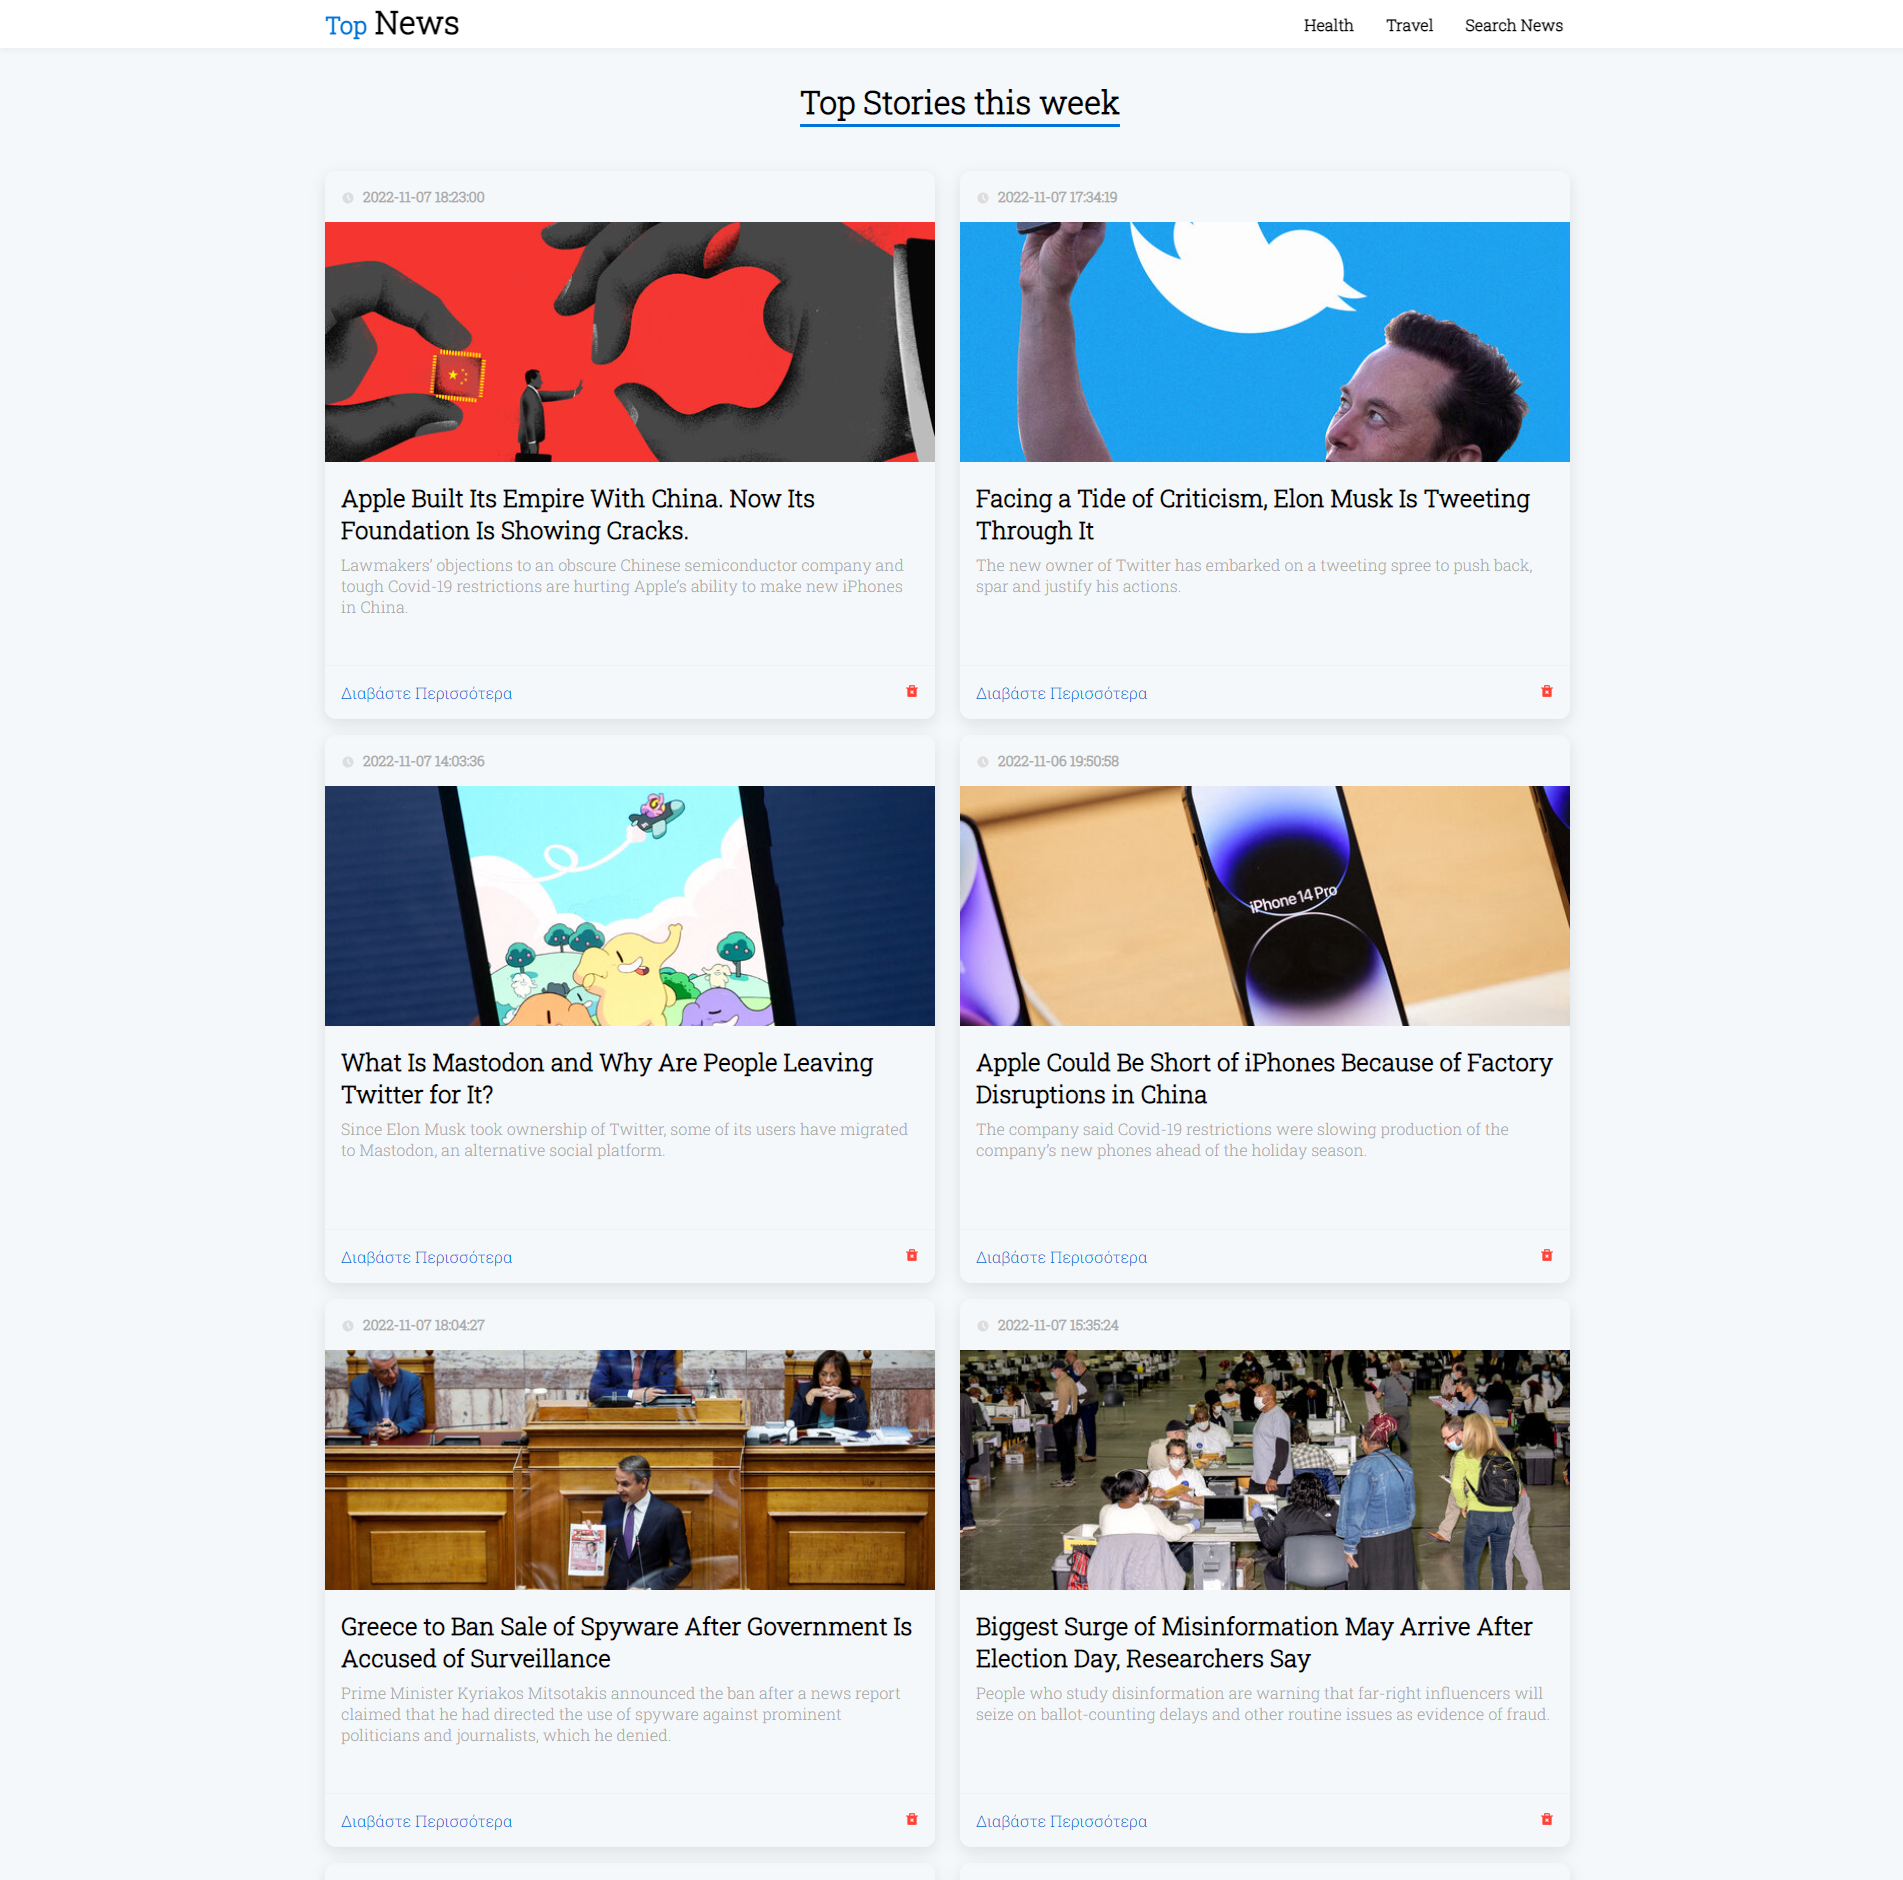 Top News
Health
Travel
Search News
Top Stories this week
2022-11-07 18:23:00
Apple Built Its Empire With China. Now Its
Foundation Is Showing Cracks.
Lawmakers’ objections to an obscure Chinese semiconductor company and
tough Covid-19 restrictions are hurting Apple’s ability to make new iPhones
in China.
Διαβάστε Περισσότερα
2022-11-07 17:34:19
Facing a Tide of Criticism, Elon Musk Is Tweeting
Through It
The new owner of Twitter has embarked on a tweeting spree to push back,
spar and justify his actions.
Διαβάστε Περισσότερα
2022-11-07 14:03:36
What Is Mastodon and Why Are People Leaving
Twitter for It?
Since Elon Musk took ownership of Twitter, some of its users have migrated
to Mastodon, an alternative social platform.
Διαβάστε Περισσότερα
2022-11-06 19:50:58
iPhone 14 Pro
Apple Could Be Short of iPhones Because of Factory
Disruptions in China
The company said Covid-19 restrictions were slowing production of the
company’s new phones ahead of the holiday season.
Διαβάστε Περισσότερα
2022-11-07 18:04:27
Greece to Ban Sale of Spyware After Government Is
Accused of Surveillance
Prime Minister Kyriakos Mitsotakis announced the ban after a news report
claimed that he had directed the use of spyware against prominent
politicians and journalists, which he denied.
Διαβάστε Περισσότερα
2022-11-07 15:35:24
Biggest Surge of Misinformation May Arrive After
Election Day, Researchers Say
People who study disinformation are warning that far-right influencers will
seize on ballot-counting delays and other routine issues as evidence of fraud.
Διαβάστε Περισσότερα